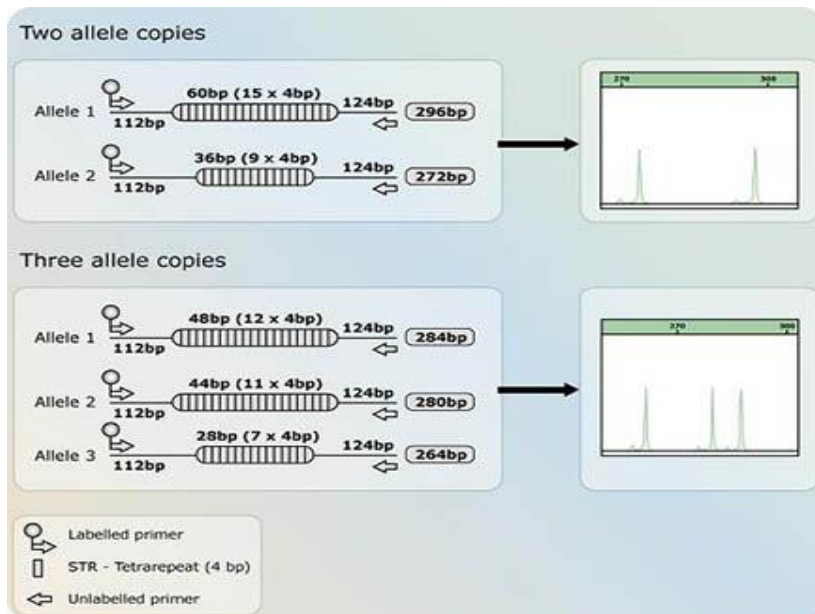 Two allele copies
60bp (15 x 4bp)
Allele 1
112bp
124bp
296bp
36bp (9 x 4bp)
Allele 2
112bp
124bp
272bp
270 300
Three allele copies
48bp (12 x 4bp)
Allele 1
112bp
124bp
284bp
44bp (11 x 4bp)
Allele 2
112bp
124bp
280bp
28bp (7 x 4bp)
Allele 3
112bp
124bp
264bp
270 300
Labelled primer
STR - Tetrarepeat (4 bp)
Unlabelled primer